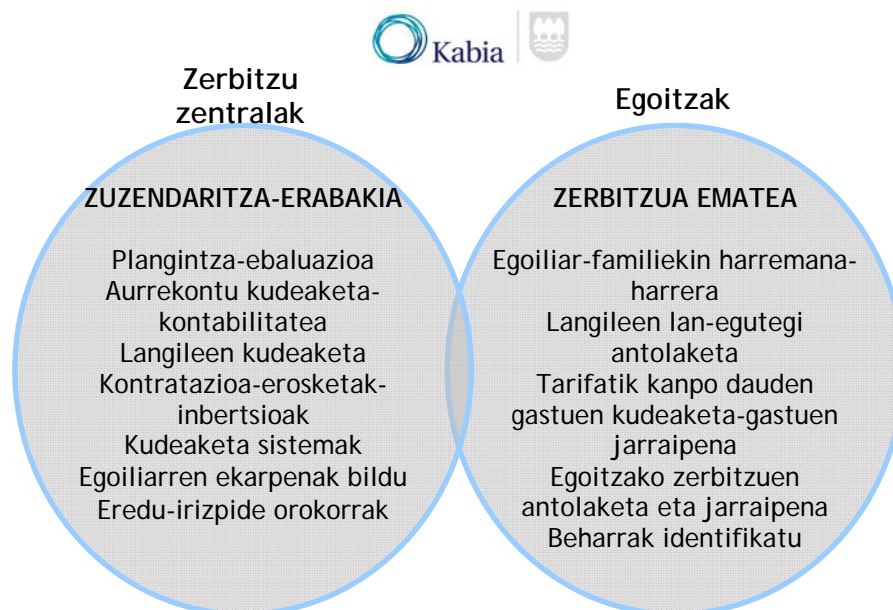 Kabia
Zerbitzu
zentralak
ZUZENDARITZA-ERABAKIA
Plangintza-ebaluazioa
Aurrekontu kudeaketa-
kontabilitatea
Langileen kudeaketa
Kontratazioa-erosketak-
inbertsioak
Kudeaketa sistemak
Egoiliarren ekarpenak bildu
Eredu-irizpide orokorrak
Egoitzak
ZERBITZUA EMATEA
Egoiliar-familiekin harremana-
harrera
Langileen lan-egutegi
antolaketa
Tarifatik kanpo dauden
gastuen kudeaketa-gastuen
jarraipena
Egoitzako zerbitzuen
antolaketa eta jarraipena
Beharrak identifikatu